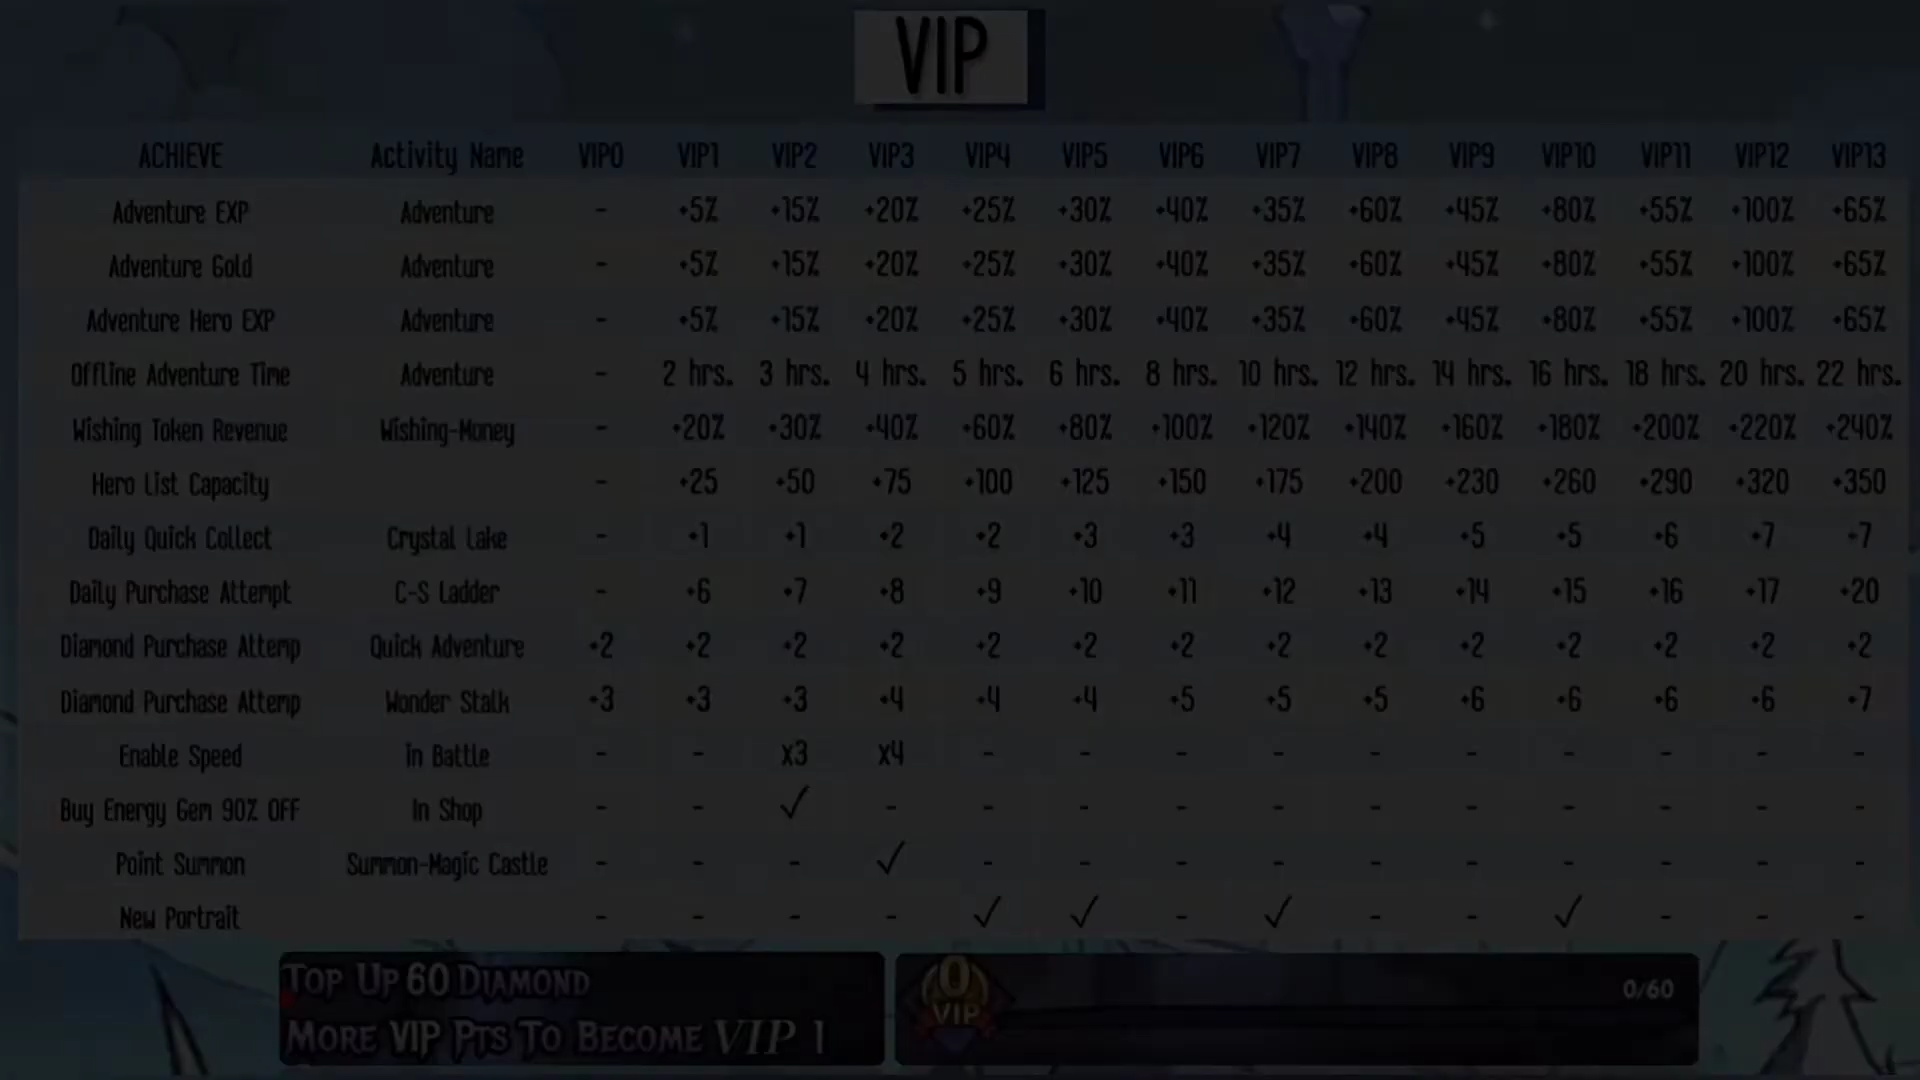 VIP
ACHIEVE Activity Name VIP0 VIP1 VIP2 VIP3 VIP4 VIP5 VIP6 VIP7 VIP8 VIP9 VIP10 VIP11 VIP12 VIP13
Adventure EXP Adventure - +5% +15% +20% +25% +30% +40% +35% +60% +45% +80% +55% +100% +65%
Adventure Gold Adventure - +5% +15% +20% +25% +30% +40% +35% +60% +45% +80% +55% +100% +65%
Adventure Hero EXP Adventure - +5% +15% +20% +25% +30% +40% +35% +60% +45% +80% +55% +100% +65%
Offline Adventure Time Adventure - 2 hrs. 3 hrs. 4 hrs. 5 hrs. 6 hrs. 8 hrs. 10 hrs. 12 hrs. 14 hrs. 16 hrs. 18 hrs. 20 hrs. 22 hrs.
Wishing Token Revenue Wishing-Money - +20% +30% +40% +60% +80% +100% +120% +140% +160% +180% +200% +220% +240%
Hero List Capacity - +25 +50 +75 +100 +125 +150 +175 +200 +230 +260 +290 +320 +350
Daily Quick Collect Crystal Lake - +1 +1 +2 +2 +3 +3 +4 +4 +5 +5 +6 +7 +7
Daily Purchase Attempt C-S Ladder - +6 +7 +8 +9 +10 +11 +12 +13 +14 +15 +16 +17 +20
Diamond Purchase Attemp Quick Adventure +2 +2 +2 +2 +2 +2 +2 +2 +2 +2 +2 +2 +2 +2
Diamond Purchase Attemp Wonder Stalk +3 +3 +3 +4 +4 +4 +5 +5 +5 +6 +6 +6 +6 +7
Enable Speed in Battle - - x3 x4 - - - - - - - - - -
Buy Energy Gem 90% OFF In Shop - - ✓ - - - - - - - - - - -
Point Summon Summon-Magic Castle - - - ✓ - - - - - - - - - -
New Portrait - - - - ✓ ✓ - ✓ - - ✓ - - -
TOP UP 60 DIAMOND
MORE VIP PTS TO BECOME VIP 1
0
VIP
0/60